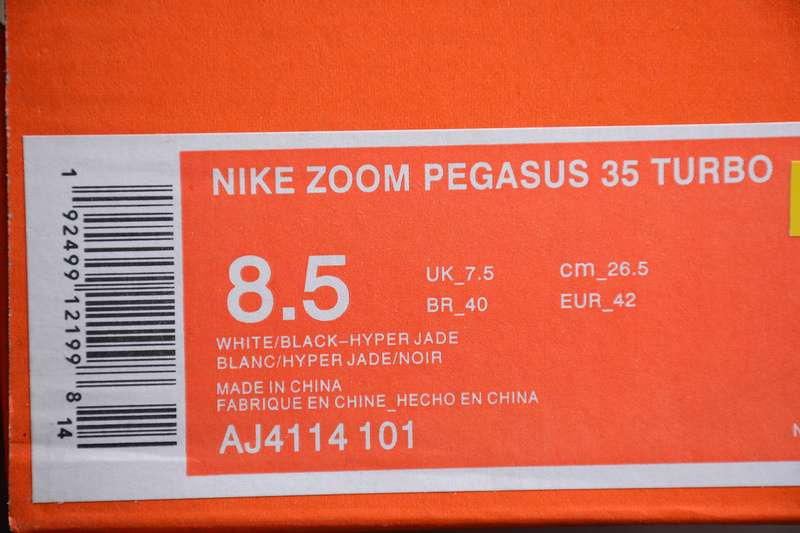 NIKE ZOOM PEGASUS 35 TURBO
8.5
UK_7.5 cm_26.5
BR_40 EUR_42
WHITE/BLACK-HYPER JADE
BLANC/HYPER JADE/NOIR
MADE IN CHINA
FABRIQUE EN CHINE_HECHO EN CHINA
AJ4114 101
1 92499 12199 8 14